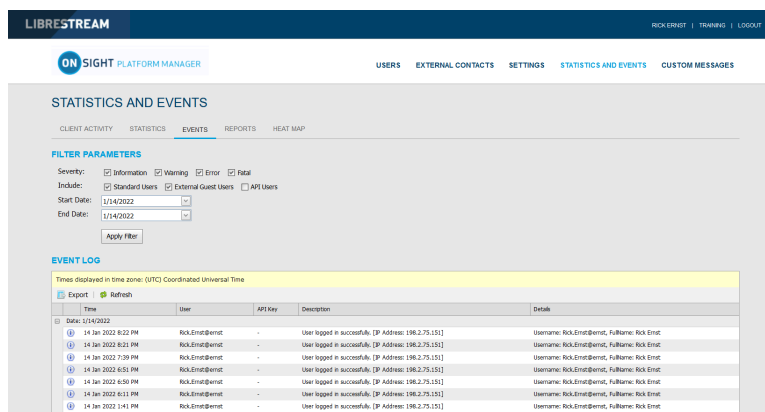 LIBRESTREAM
RICK ERNST | TRAINING | LOGOUT
ON SIGHT PLATFORM MANAGER
USERS EXTERNAL CONTACTS SETTINGS STATISTICS AND EVENTS CUSTOM MESSAGES
STATISTICS AND EVENTS
CLIENT ACTIVITY STATISTICS EVENTS REPORTS HEAT MAP
FILTER PARAMETERS
Severity: Information Warning Error Fatal
Include: Standard Users External Guest Users API Users
Start Date: 1/14/2022
End Date: 1/14/2022
Apply Filter
EVENT LOG
Times displayed in time zone: (UTC) Coordinated Universal Time
Export | Refresh
Time User API Key Description Details
Date: 1/14/2022
14 Jan 2022 8:22 PM Rick.Ernst@ernst - User logged in successfully. [IP Address: 198.2.75.151] Username: Rick.Ernst@ernst, FullName: Rick Ernst
14 Jan 2022 8:21 PM Rick.Ernst@ernst - User logged in successfully. [IP Address: 198.2.75.151] Username: Rick.Ernst@ernst, FullName: Rick Ernst
14 Jan 2022 7:39 PM Rick.Ernst@ernst - User logged in successfully. [IP Address: 198.2.75.151] Username: Rick.Ernst@ernst, FullName: Rick Ernst
14 Jan 2022 6:51 PM Rick.Ernst@ernst - User logged in successfully. [IP Address: 198.2.75.151] Username: Rick.Ernst@ernst, FullName: Rick Ernst
14 Jan 2022 6:50 PM Rick.Ernst@ernst - User logged in successfully. [IP Address: 198.2.75.151] Username: Rick.Ernst@ernst, FullName: Rick Ernst
14 Jan 2022 6:11 PM Rick.Ernst@ernst - User logged in successfully. [IP Address: 198.2.75.151] Username: Rick.Ernst@ernst, FullName: Rick Ernst
14 Jan 2022 1:41 PM Rick.Ernst@ernst - User logged in successfully. [IP Address: 198.2.75.151] Username: Rick.Ernst@ernst, FullName: Rick Ernst